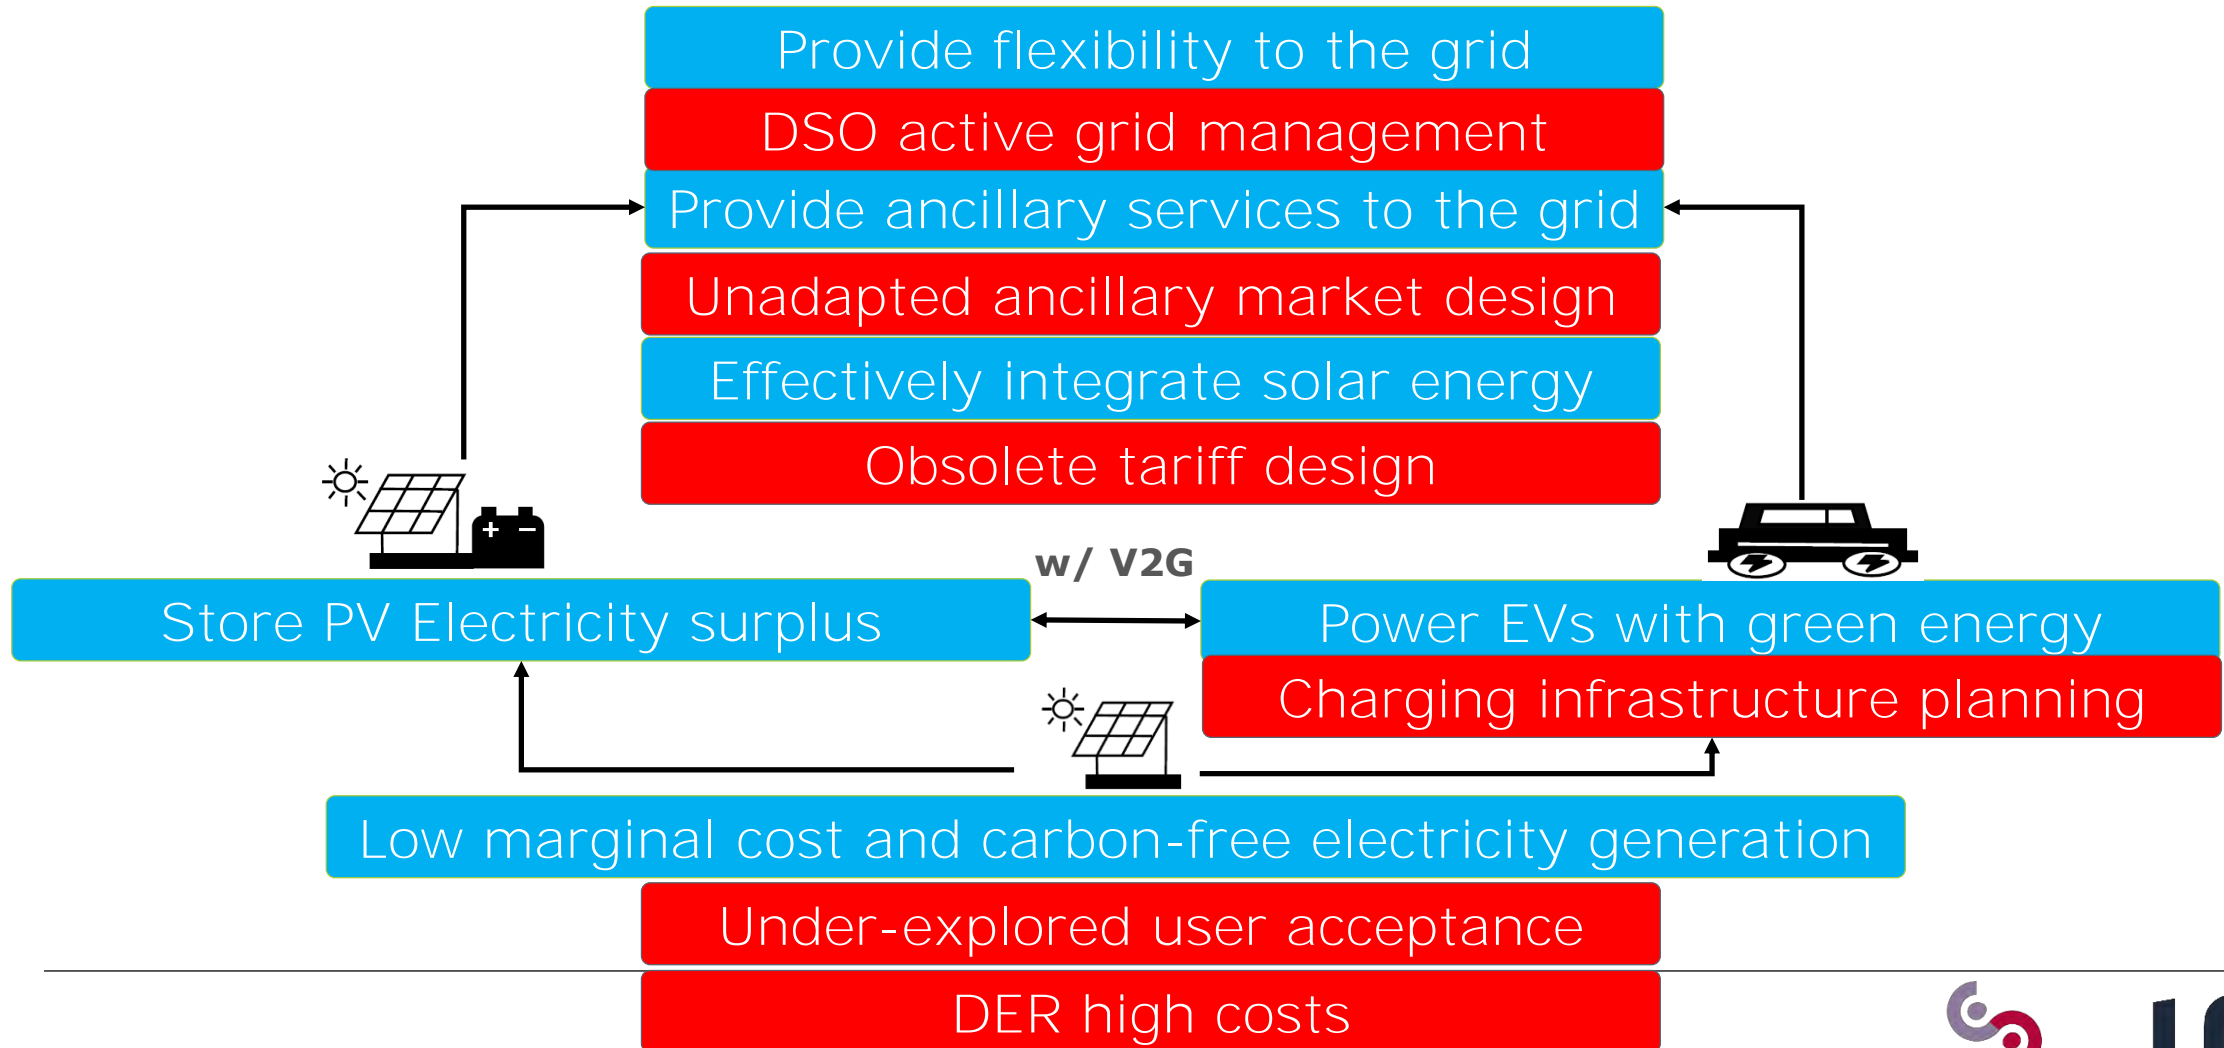 Provide flexibility to the grid
DSO active grid management
Provide ancillary services to the grid
Unadapted ancillary market design
Effectively integrate solar energy
Obsolete tariff design
w/ V2G
Store PV Electricity surplus
Power EVs with green energy
Charging infrastructure planning
Low marginal cost and carbon-free electricity generation
Under-explored user acceptance
DER high costs